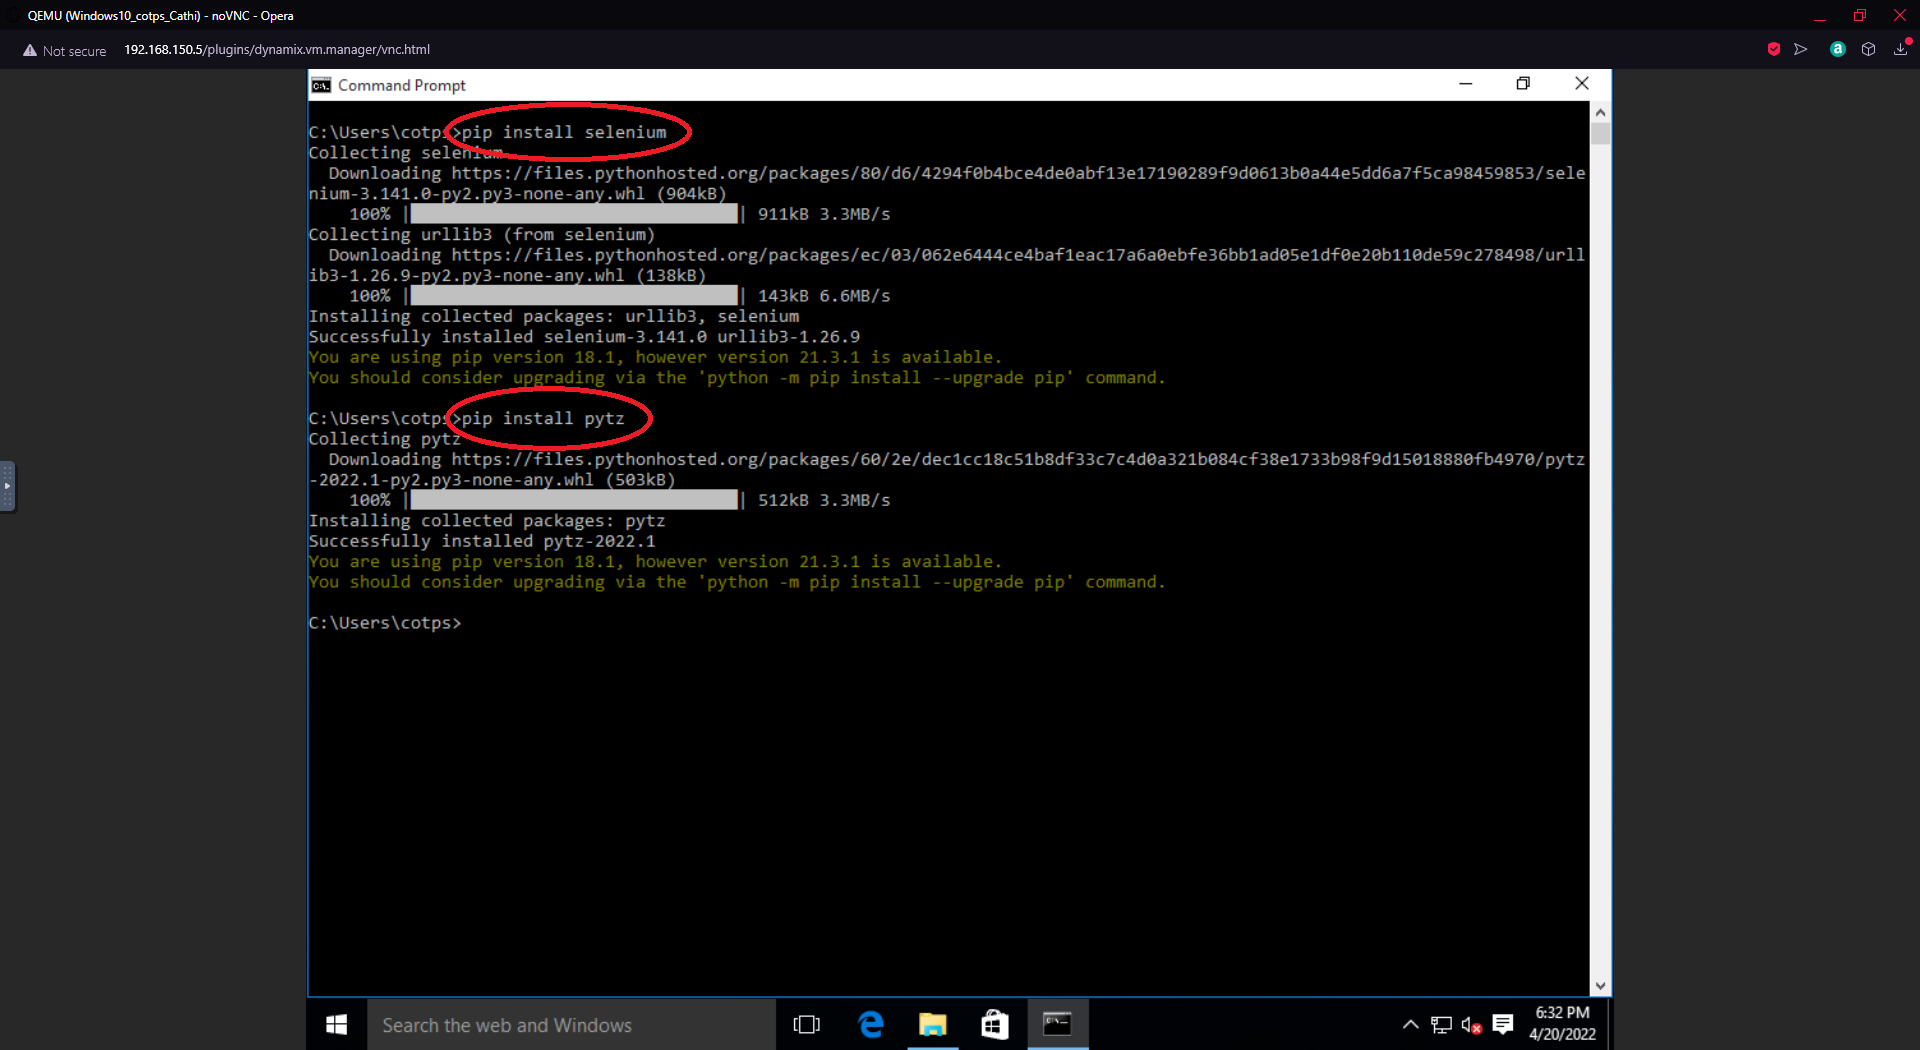 QEMU (Windows10_cotps_Cathi) - noVNC - Opera
Not secure 192.168.150.5/plugins/dynamix.vm.manager/vnc.html
Command Prompt
C:\Users\cotps>pip install selenium
Collecting selenium
Downloading https://files.pythonhosted.org/packages/80/d6/4294f0b4bce4de0abf13e17190289f9d0613b0a44e5dd6a7f5ca98459853/sele
nium-3.141.0-py2.py3-none-any.whl (904kB)
100% | | 911kB 3.3MB/s
Collecting urllib3 (from selenium)
Downloading https://files.pythonhosted.org/packages/ec/03/062e6444ce4baf1eac17a6a0ebfe36bb1ad05e1df0e20b110de59c278498/urll
ib3-1.26.9-py2.py3-none-any.whl (138kB)
100% | | 143kB 6.6MB/s
Installing collected packages: urllib3, selenium
Successfully installed selenium-3.141.0 urllib3-1.26.9
You are using pip version 18.1, however version 21.3.1 is available.
You should consider upgrading via the 'python -m pip install --upgrade pip' command.
C:\Users\cotps>pip install pytz
Collecting pytz
Downloading https://files.pythonhosted.org/packages/60/2e/dec1cc18c51b8df33c7c4d0a321b084cf38e1733b98f9d15018880fb4970/pytz
-2022.1-py2.py3-none-any.whl (503kB)
100% | | 512kB 3.3MB/s
Installing collected packages: pytz
Successfully installed pytz-2022.1
You are using pip version 18.1, however version 21.3.1 is available.
You should consider upgrading via the 'python -m pip install --upgrade pip' command.
C:\Users\cotps>
Search the web and Windows
6:32 PM
4/20/2022